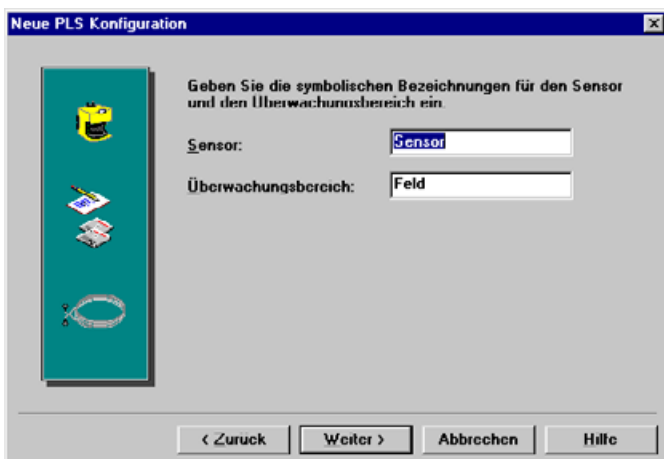 Neue PLS Konfiguration
Geben Sie die symbolischen Bezeichnungen für den Sensor
und den Überwachungsbereich ein.
Sensor: Sensor
Überwachungsbereich: Feld
< Zurück Weiter > Abbrechen Hilfe